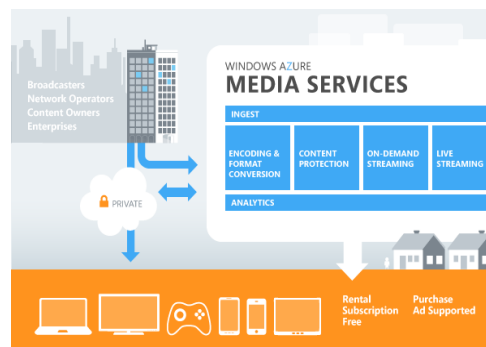 Broadcasters
Network Operators
Content Owners
Enterprises
WINDOWS AZURE
MEDIA SERVICES
INGEST
ENCODING &
FORMAT
CONVERSION
CONTENT
PROTECTION
ON-DEMAND
STREAMING
LIVE
STREAMING
ANALYTICS
PRIVATE
Rental
Subscription
Free
Purchase
Ad Supported